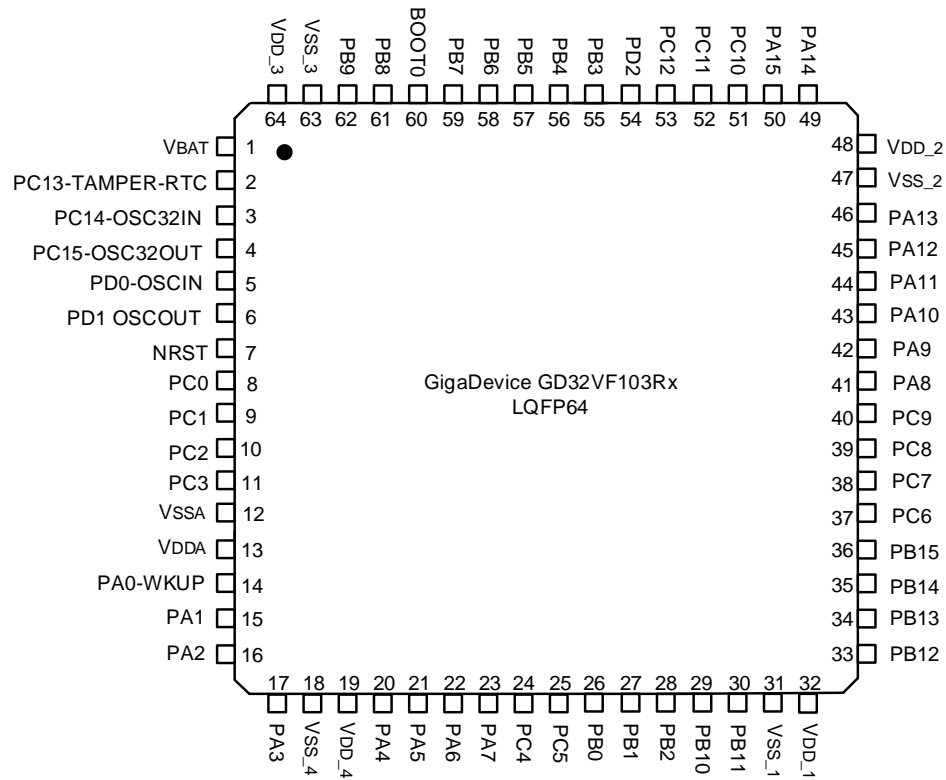 VDD_3
VSS_3
PB9
PB8
BOOT0
PB7
PB6
PB5
PB4
PB3
PD2
PC12
PC11
PC10
PA15
PA14
64 63 62 61 60 59 58 57 56 55 54 53 52 51 50 49
VBAT 1
PC13-TAMPER-RTC 2
PC14-OSC32IN 3
PC15-OSC32OUT 4
PD0-OSCIN 5
PD1 OSCOUT 6
NRST 7
PC0 8
PC1 9
PC2 10
PC3 11
VSSA 12
VDDA 13
PA0-WKUP 14
PA1 15
PA2 16
GigaDevice GD32VF103Rx
LQFP64
48 VDD_2
47 VSS_2
46 PA13
45 PA12
44 PA11
43 PA10
42 PA9
41 PA8
40 PC9
39 PC8
38 PC7
37 PC6
36 PB15
35 PB14
34 PB13
33 PB12
17 18 19 20 21 22 23 24 25 26 27 28 29 30 31 32
PA3
VSS_4
VDD_4
PA4
PA5
PA6
PA7
PC4
PC5
PB0
PB1
PB2
PB10
PB11
VSS_1
VDD_1